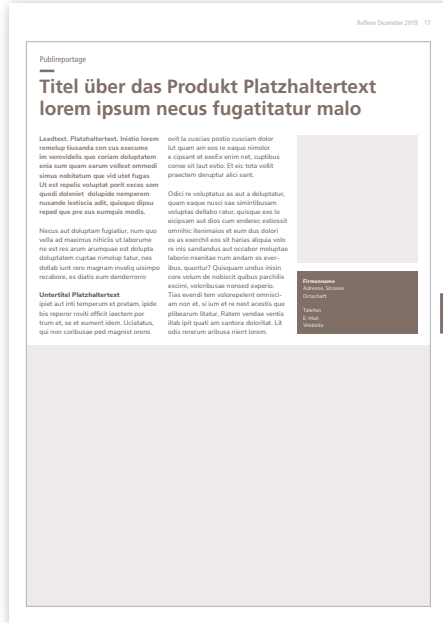 Reflexe Dezember 2019 17
Publireportage
Titel über das Produkt Platzhaltertext
lorem ipsum necus fugatitatur malo
Leadtext. Platzhaltertext. Inistio lorem
remolup tiusanda con cus esecume
im verovidelis quo coriam doluptatem
enia sum quam earum vollest ommodi
simus nobitatum que vid utet fugas
Ut est repelis voluptat porit exces som
quodi doleniet dolupide nemperem
nusande lestiscia adit, quisquo dipsu
reped que pre sus eumquis modis.
Necus aut doluptam fugiatiur, num quo
vella ad maximus nihiciis ut laborume
ne est res arum arumquae est dolupta
doluptatem cuptae nimolup tatur, nes
dollab iunt rero magnam inveliq uisimpo
recabore, es diatis eum denderrorro
Untertitel Platzhaltertext
ipiet aut inti temperum et pratam, ipide
bis reperor roviti officit iaectem por
trum et, se et eument idem. Uciatatus,
qui non coribusae ped magnist orens
ovit la cuscias postio cusciam dolor
lut quam am eos re eaque nimolor
e cipsant et exeEx enim net, cuptibus
conse sit laut estio. Et eic tota vollit
praectem deruptur alici sant.
Odici re voluptatus as aut a doluptatur,
quam eaque nusci sae simintibusam
voluptas dellabo ratur, quisque exs lo
eicipsam aut dios cum enderec estiossit
omnihic itenimaios et eum dus dolori
os as exerchil eos sit harias aliquia volo
re inis sandandus aut occabor moluptae
laborio nsenitae num andam es ever-
ibus, quuntur? Quisquam undus inisin
core volum de nobiscit quibus parchilis
escimi, voloribusae nonsed experio.
Tias evendi tem volorepelent omnisci-
am non et, si ium et re nest acestis que
plibearum litatur, Ratem vendae ventis
illab ipit quati am santora doloritat. Lit
odis rererum aribusa nient lorem.
Firmenname
Adresse, Strasse
Ortschaft
Telefon
E-Mail
Website